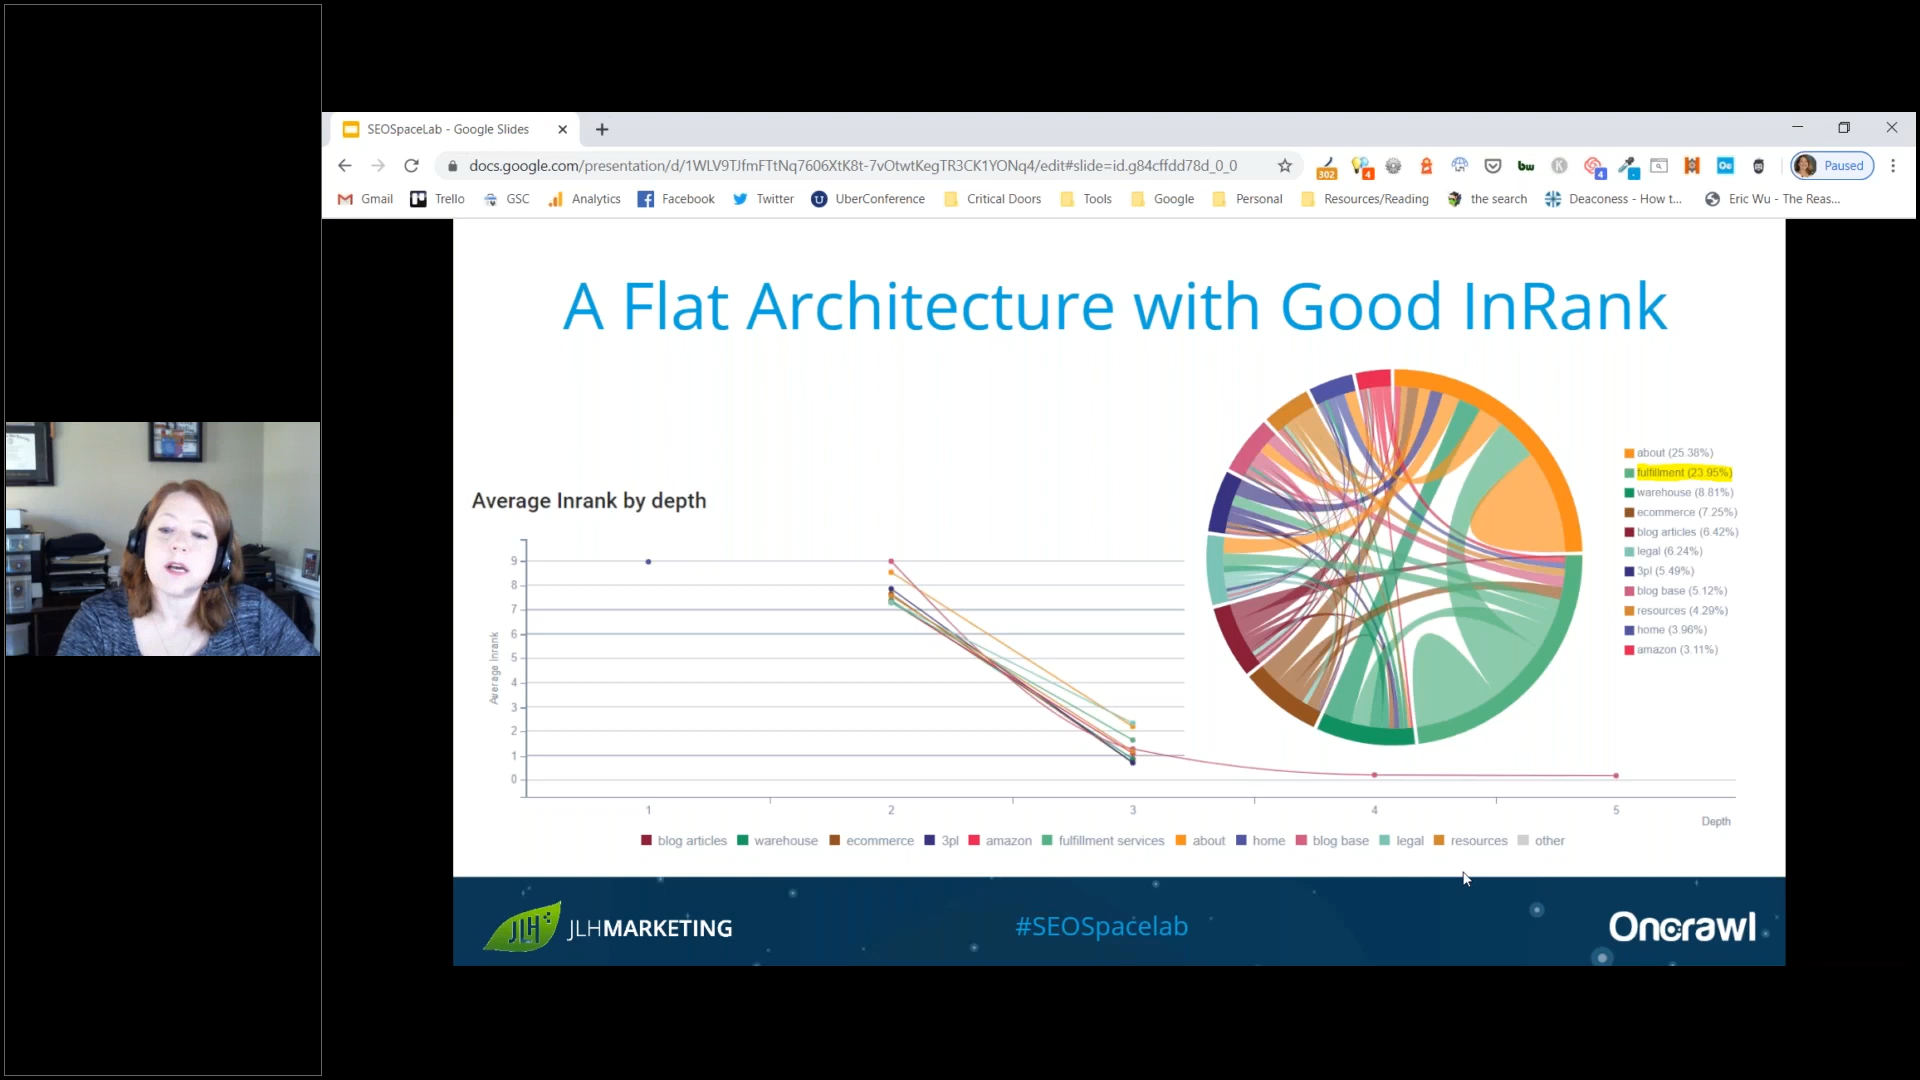 SEOSpaceLab - Google Slides
docs.google.com/presentation/d/1WLV9TJfmFTtNq7606XtK8t-7vOtwtKegTR3CK1YONq4/edit#slide=id.g84cffdd78d_0_0
302
4
bw
K
4
Oc
Paused
Gmail Trello GSC Analytics Facebook Twitter UberConference Critical Doors Tools Google Personal Resources/Reading the search Deaconess - How t... Eric Wu - The Reas...
A Flat Architecture with Good InRank
Average Inrank by depth
Average Inrank
9
8
7
6
5
4
3
2
1
0
1 2 3 4 5
Depth
about (25.38%)
fulfillment (23.95%)
warehouse (8.81%)
ecommerce (7.25%)
blog articles (6.42%)
legal (6.24%)
3pl (5.49%)
blog base (5.12%)
resources (4.29%)
home (3.96%)
amazon (3.11%)
blog articles warehouse ecommerce 3pl amazon fulfillment services about home blog base legal resources other
JLH JLHMARKETING
#SEOSpacelab
Oncrawl